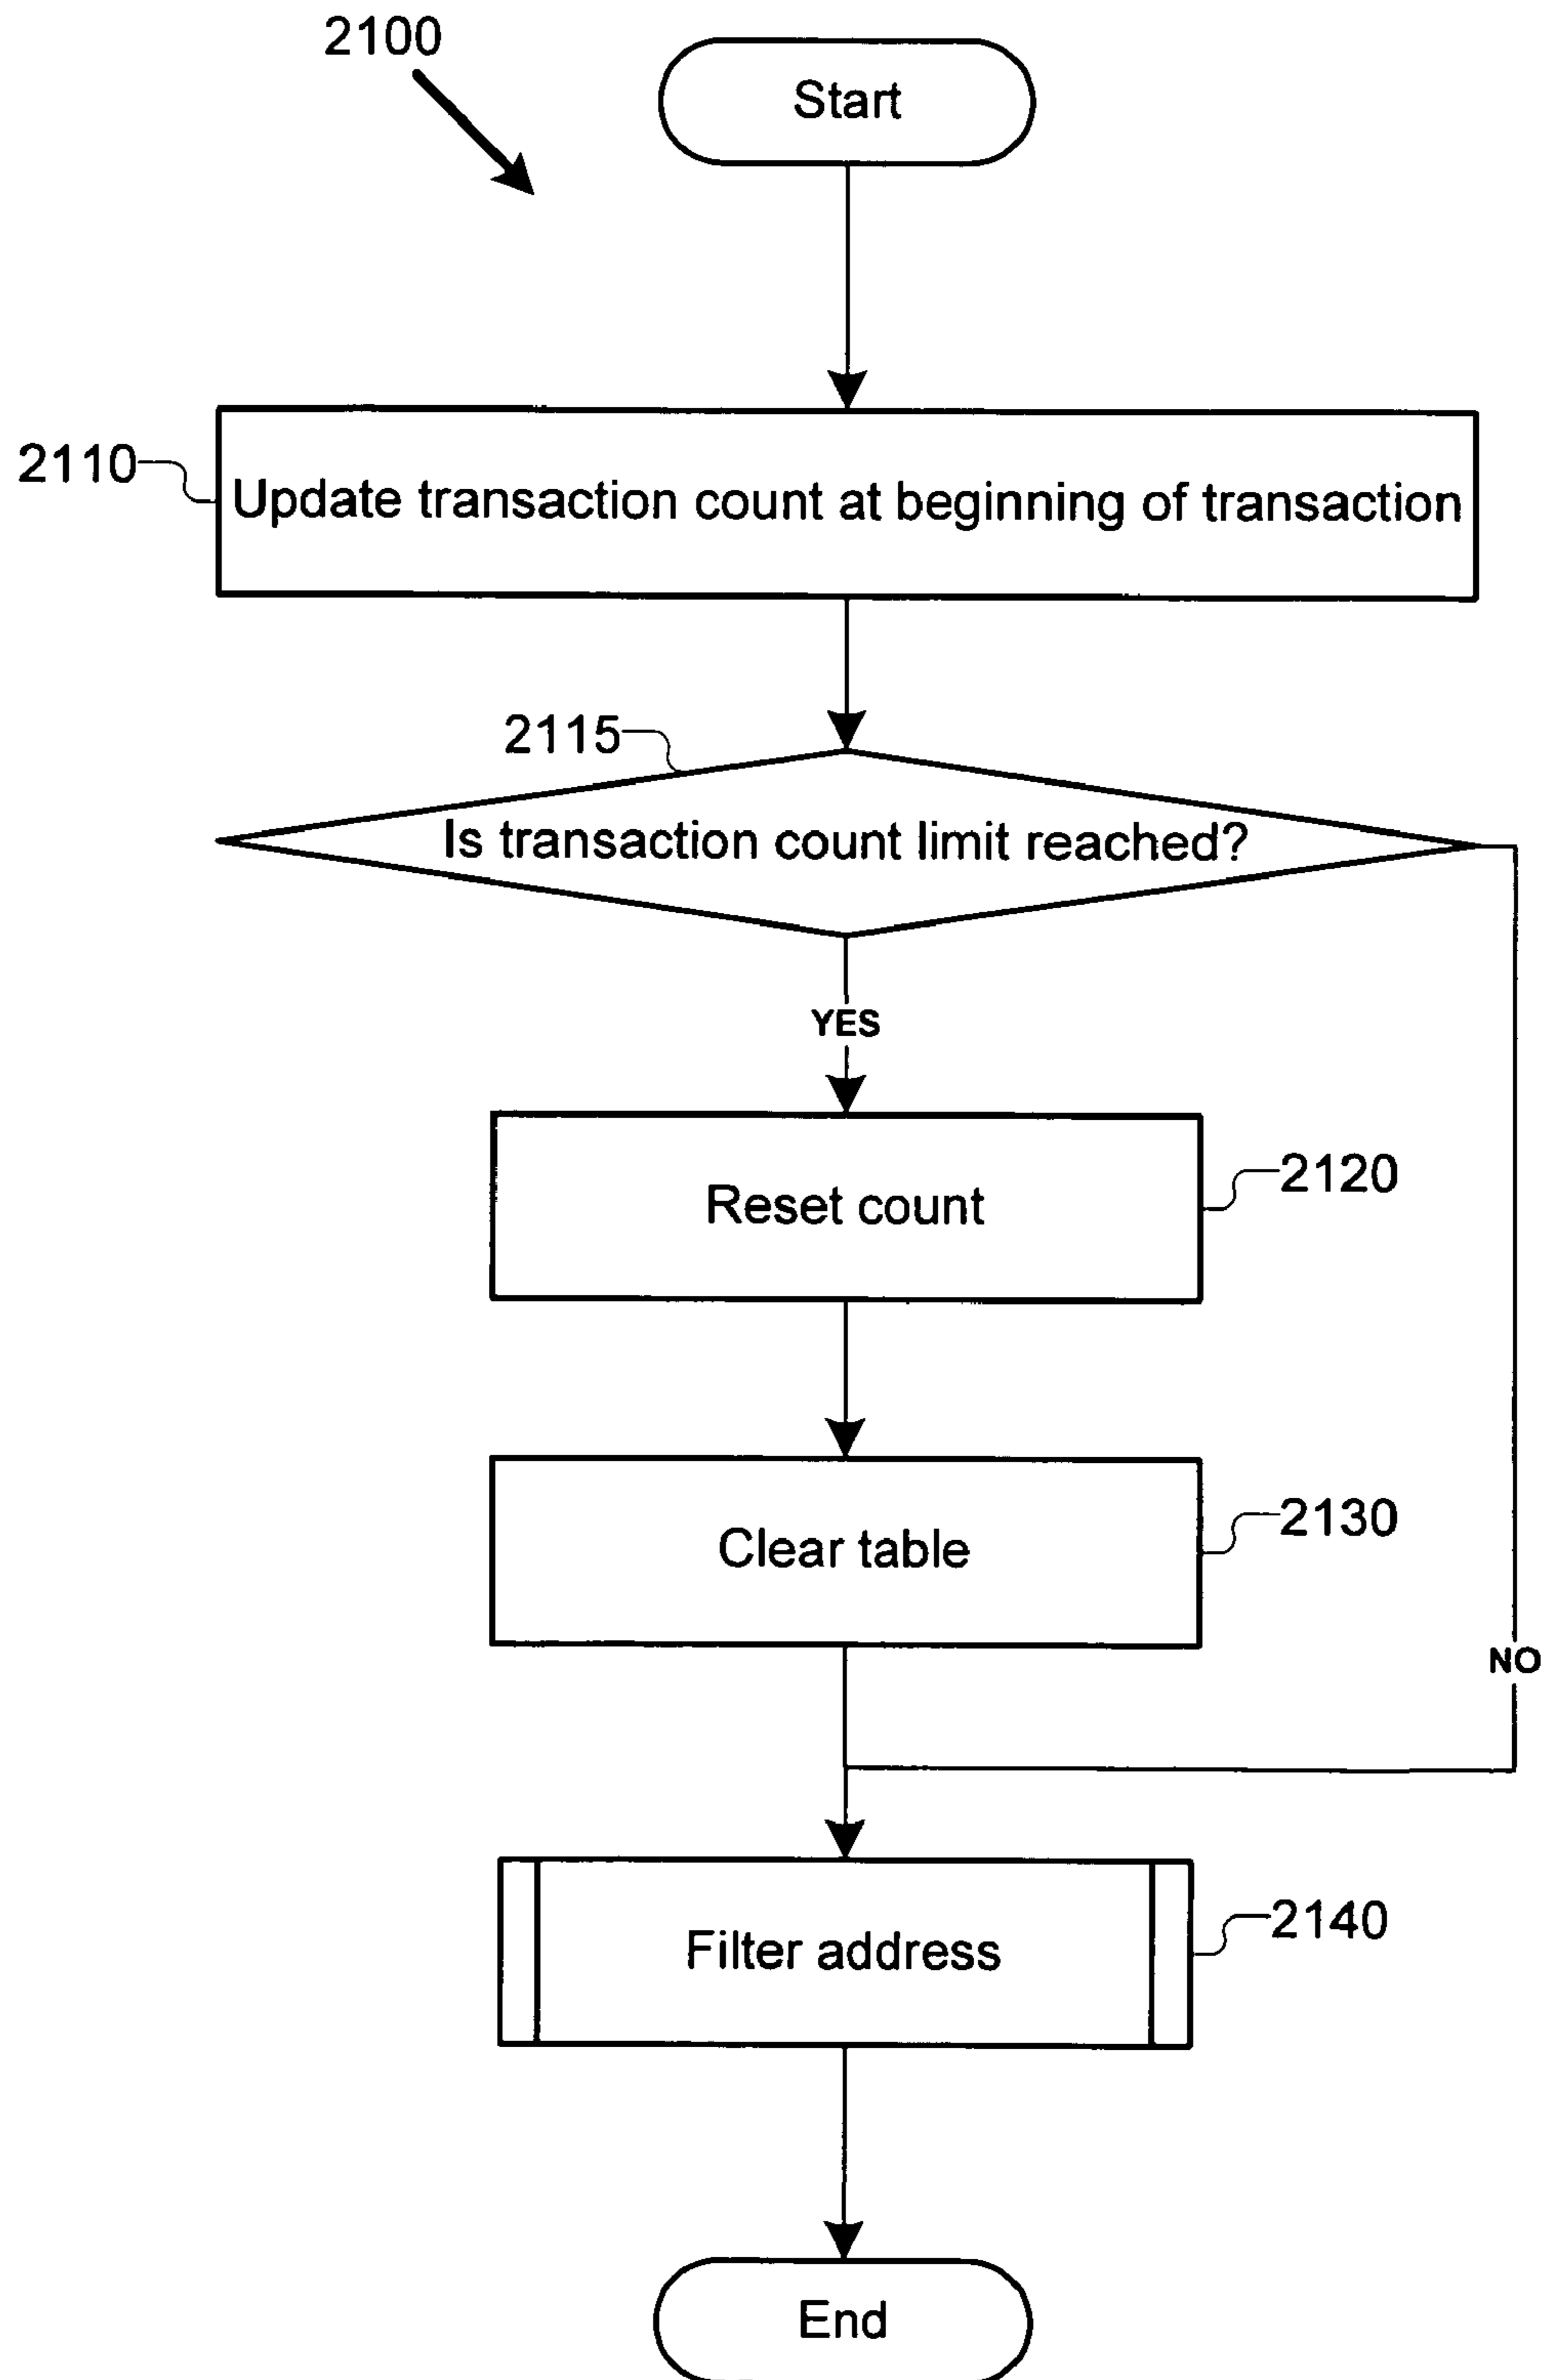 2100
Start
2110
Update transaction count at beginning of transaction
2115
Is transaction count limit reached?
YES
Reset count
2120
Clear table
2130
NO
Filter address
2140
End